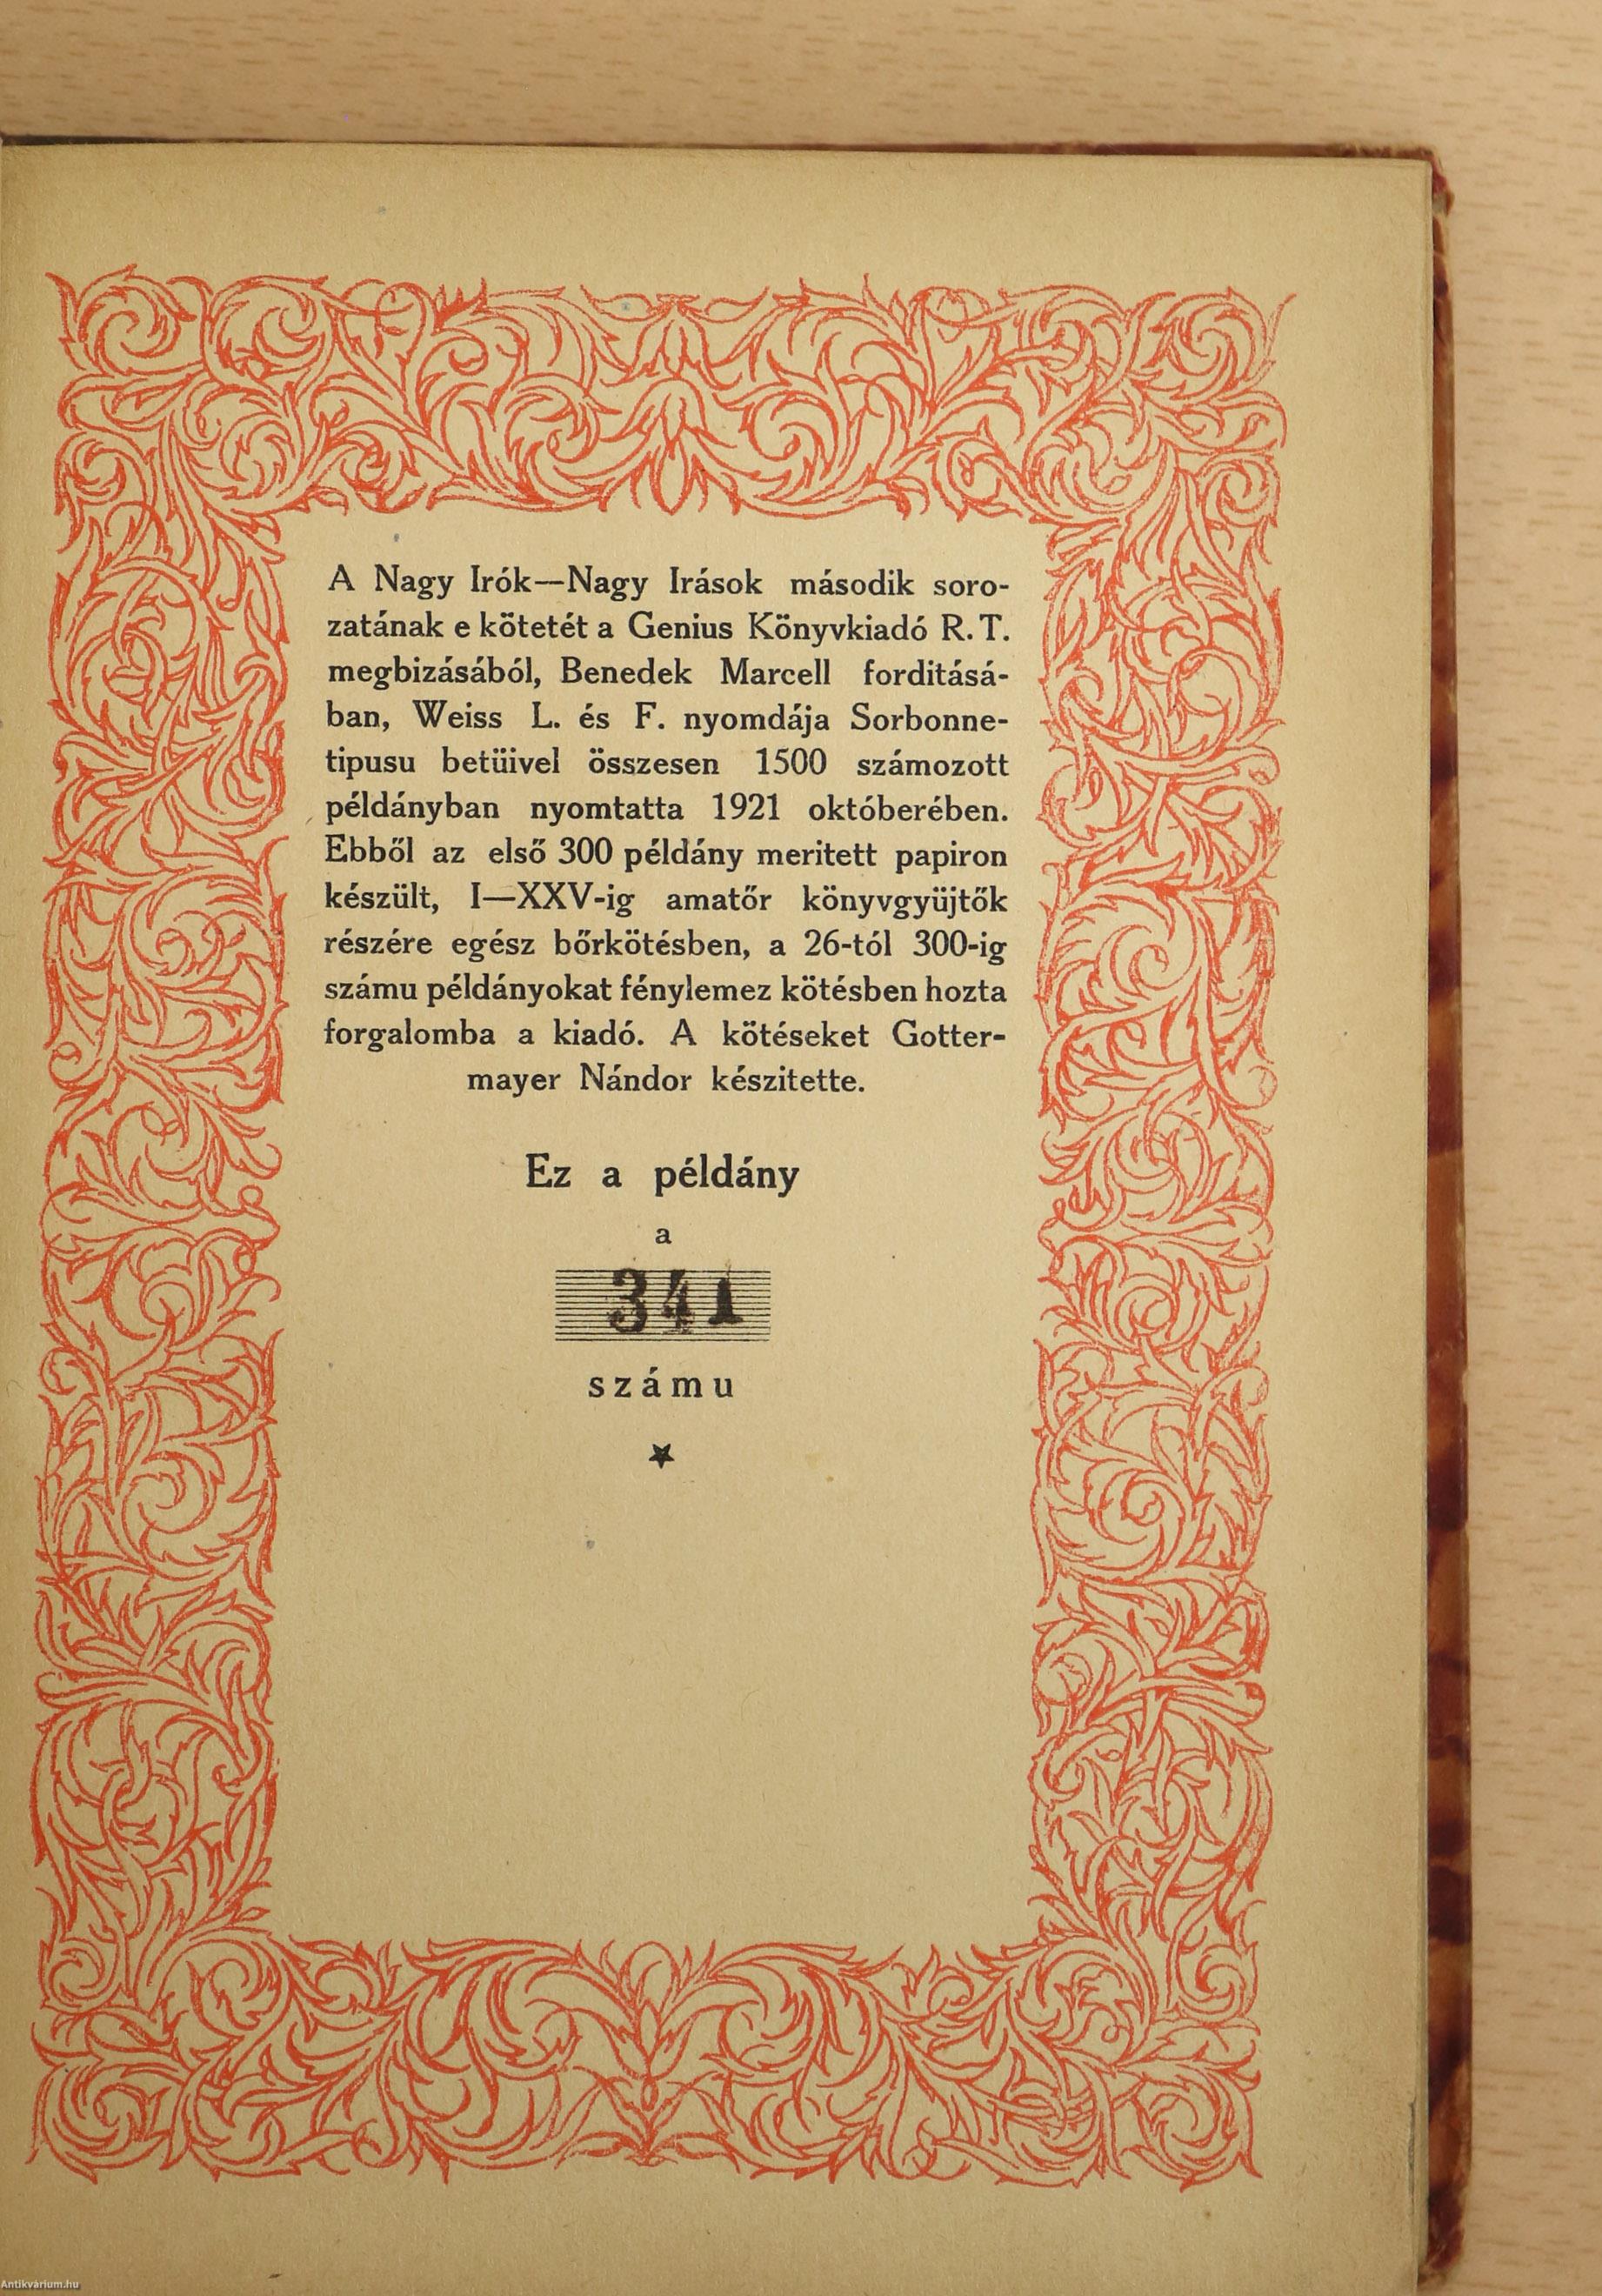 A Nagy Irók—Nagy Irások második soro-
zatának e kötetét a Genius Könyvkiadó R. T.
megbizásából, Benedek Marcell forditásá-
ban, Weiss L. és F. nyomdája Sorbonne-
tipusu betüivel összesen 1500 számozott
példányban nyomtatta 1921 októberében.
Ebből az első 300 példány meritett papiron
készült, I—XXV-ig amatőr könyvgyüjtők
részére egész bőrkötésben, a 26-tól 300-ig
számu példányokat fénylemez kötésben hozta
forgalomba a kiadó. A kötéseket Gotter-
mayer Nándor készitette.
Ez a példány
a
341
számu
Antikvárium.hu